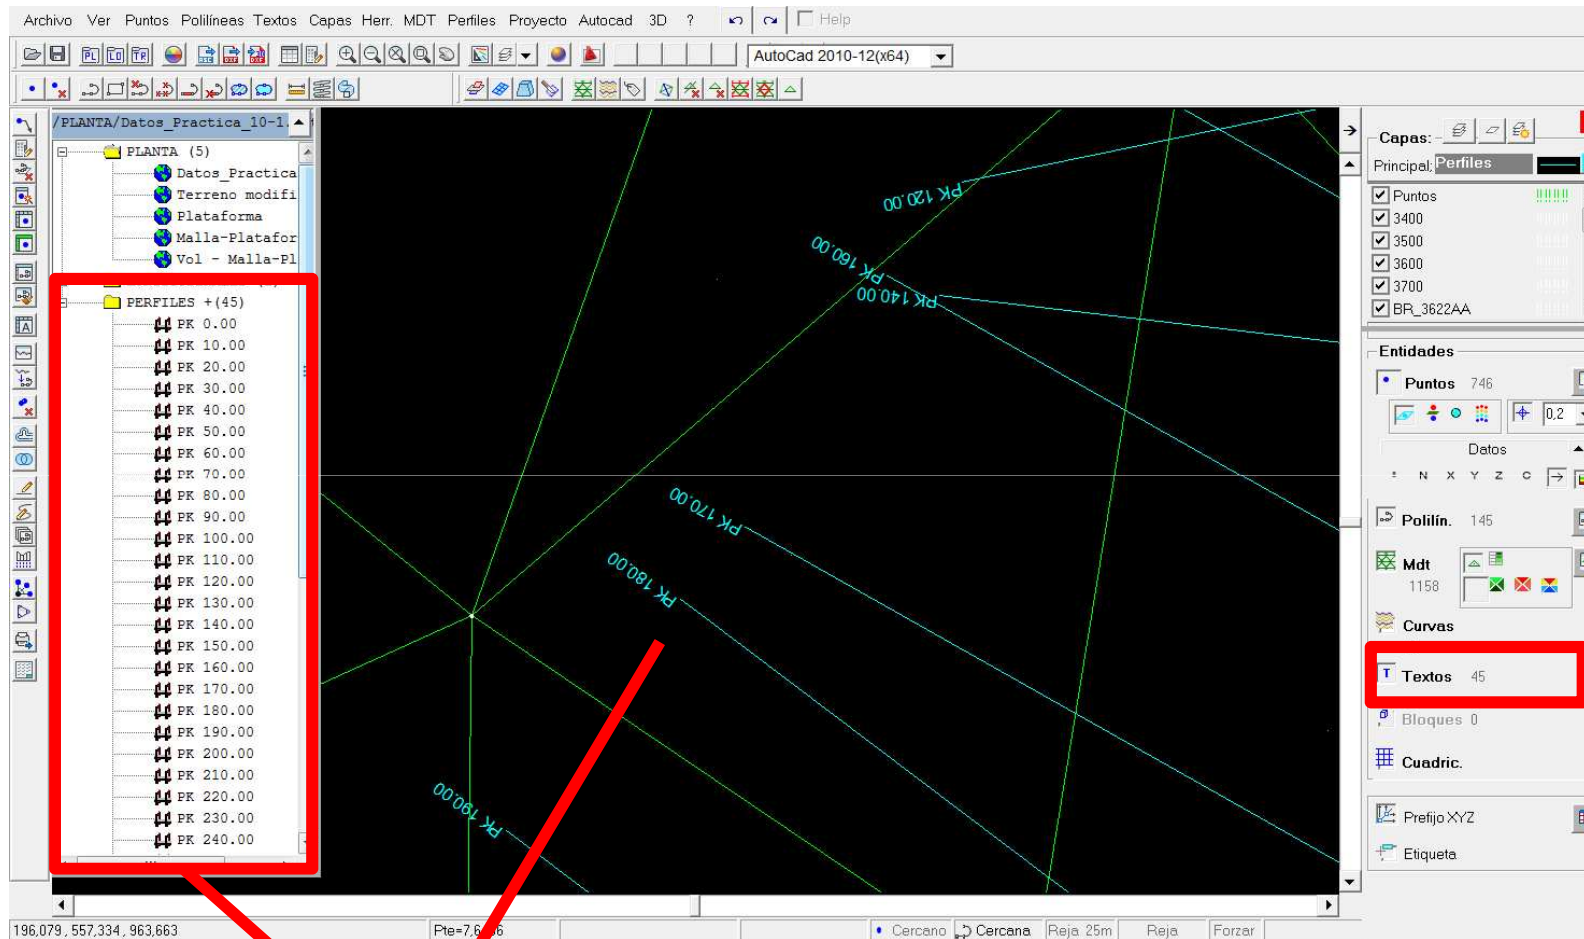 Archivo Ver Puntos Polilíneas Textos Capas Herr. MDT Perfiles Proyecto Autocad 3D ? Help
PL LO TR AutoCad 2010-12(x64)
/PLANTA/Datos_Practica_10-1.
PLANTA (5)
Datos_Practica
Terreno modifi
Plataforma
Malla-Platafor
Vol - Malla-Pl
PERFILES +(45)
PK 0.00
PK 10.00
PK 20.00
PK 30.00
PK 40.00
PK 50.00
PK 60.00
PK 70.00
PK 80.00
PK 90.00
PK 100.00
PK 110.00
PK 120.00
PK 130.00
PK 140.00
PK 150.00
PK 160.00
PK 170.00
PK 180.00
PK 190.00
PK 200.00
PK 210.00
PK 220.00
PK 230.00
PK 240.00
PK 120.00
PK 160.00
PK 140.00
PK 170.00
PK 180.00
PK 190.00
Capas:
Principal: Perfiles
Puntos
3400
3500
3600
3700
BR_3622AA
Entidades
Puntos 746
0,2
Datos
* N X Y Z C
Polilín. 145
Mdt
1158
Curvas
T Textos 45
Bloques 0
Cuadric.
Prefijo XYZ
Etiqueta
196,079 , 557,334 , 963,663 Cercano Cercana Reja 25m Reja Forzar